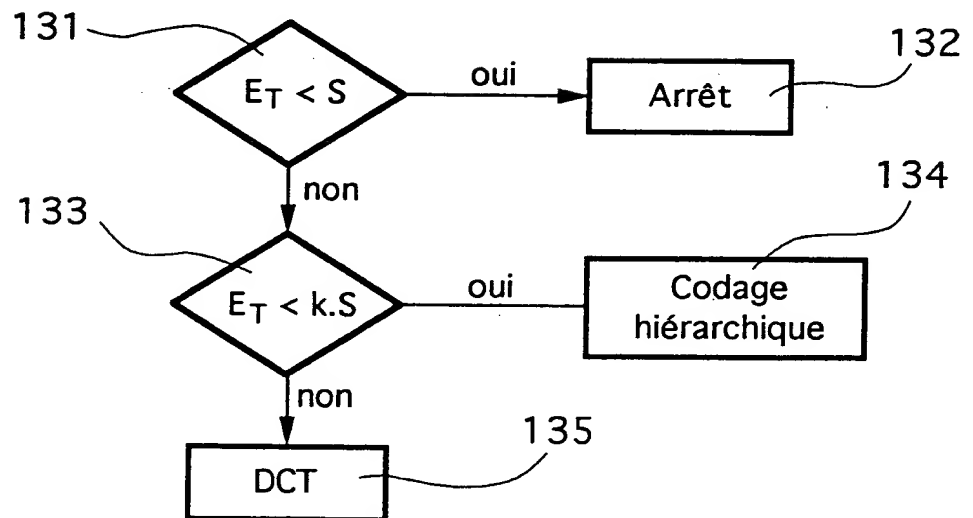 131
E_T < S
oui
Arrêt
132
non
133
E_T < k.S
oui
Codage
hiérarchique
134
non
DCT
135